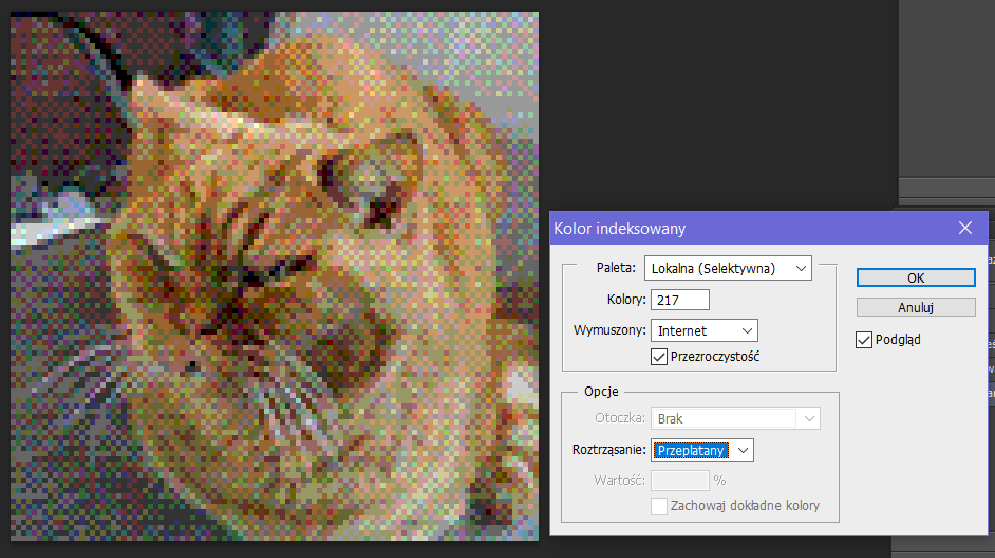 Kolor indeksowany
Paleta: Lokalna (Selektywna)
Kolory: 217
Wymuszony: Internet
Przezroczystość
Opcje
Otoczka: Brak
Roztrząsanie: Przeplatany
Wartość: %
Zachowaj dokładne kolory
OK
Anuluj
Podgląd